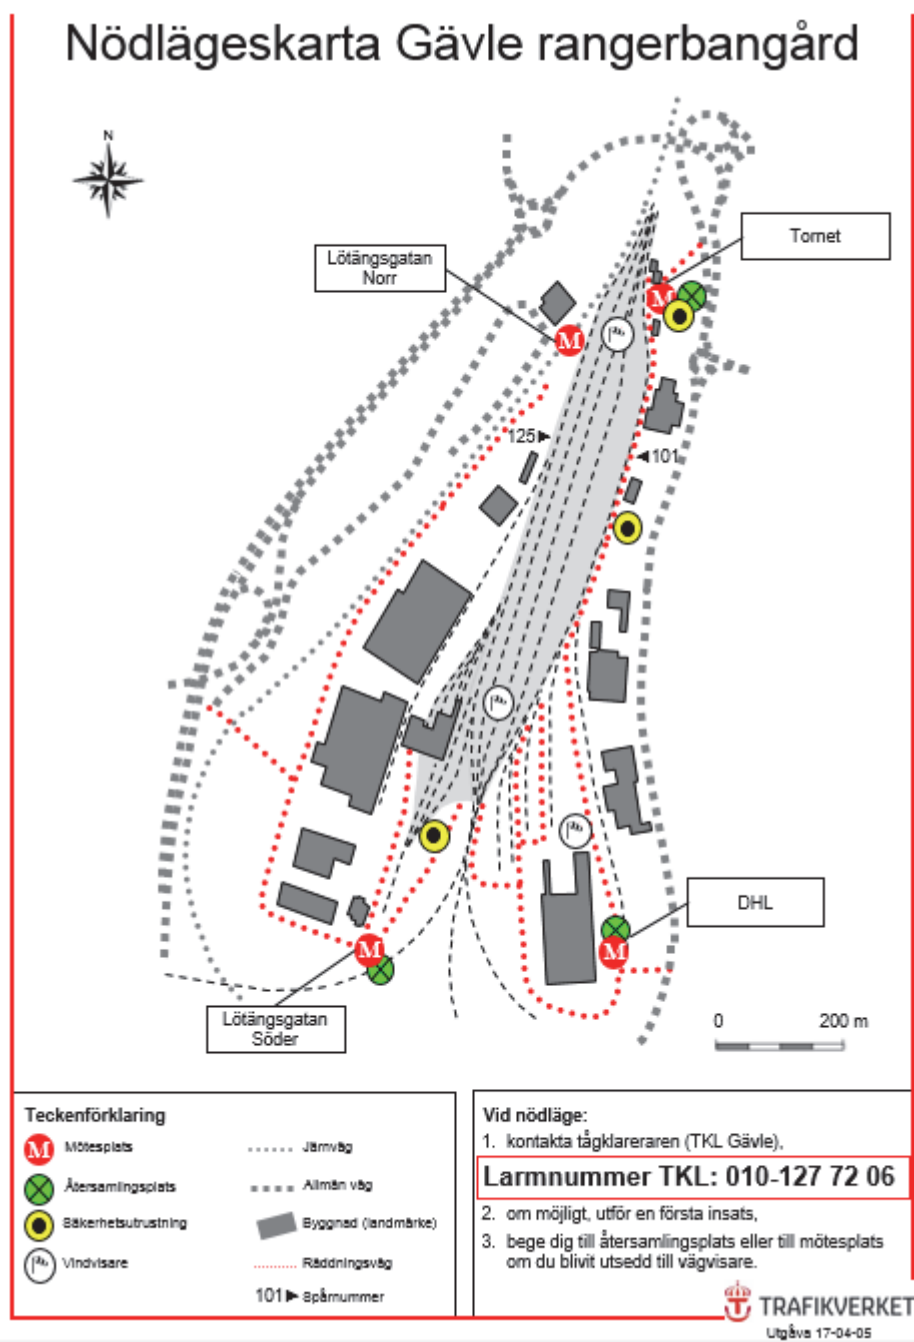 Nödlägeskarta Gävle rangerbangård
N
Tornet
Lötängsgatan
Norr
M
M
125
101
DHL
M
M
Lötängsgatan
Söder
0 200 m
Teckenförklaring
M Mötesplats
Återsamlingsplats
Säkerhetsutrustning
Vindvisare
Järnväg
Allmän väg
Byggnad (landmärke)
Räddningsväg
101 Spårnummer
Vid nödläge:
1. kontakta tågklareraren (TKL Gävle),
Larmnummer TKL: 010-127 72 06
2. om möjligt, utför en första insats,
3. bege dig till återsamlingsplats eller till mötesplats
om du blivit utsedd till vägvisare.
TRAFIKVERKET
Utgåva 17-04-05